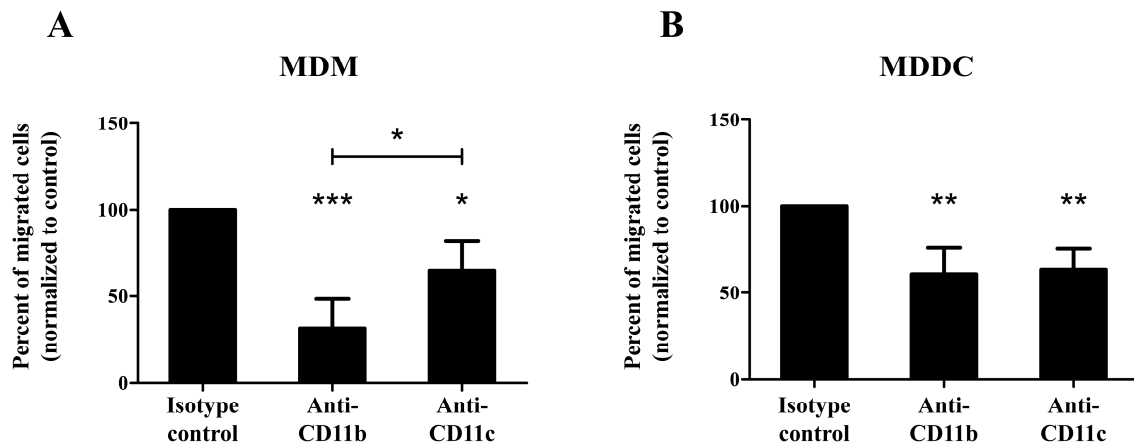 A
MDM
Percent of migrated cells
(normalized to control)
150
100
50
0
*
***
*
Isotype
control
Anti-
CD11b
Anti-
CD11c
B
MDDC
Percent of migrated cells
(normalized to control)
150
100
50
0
**
**
Isotype
control
Anti-
CD11b
Anti-
CD11c